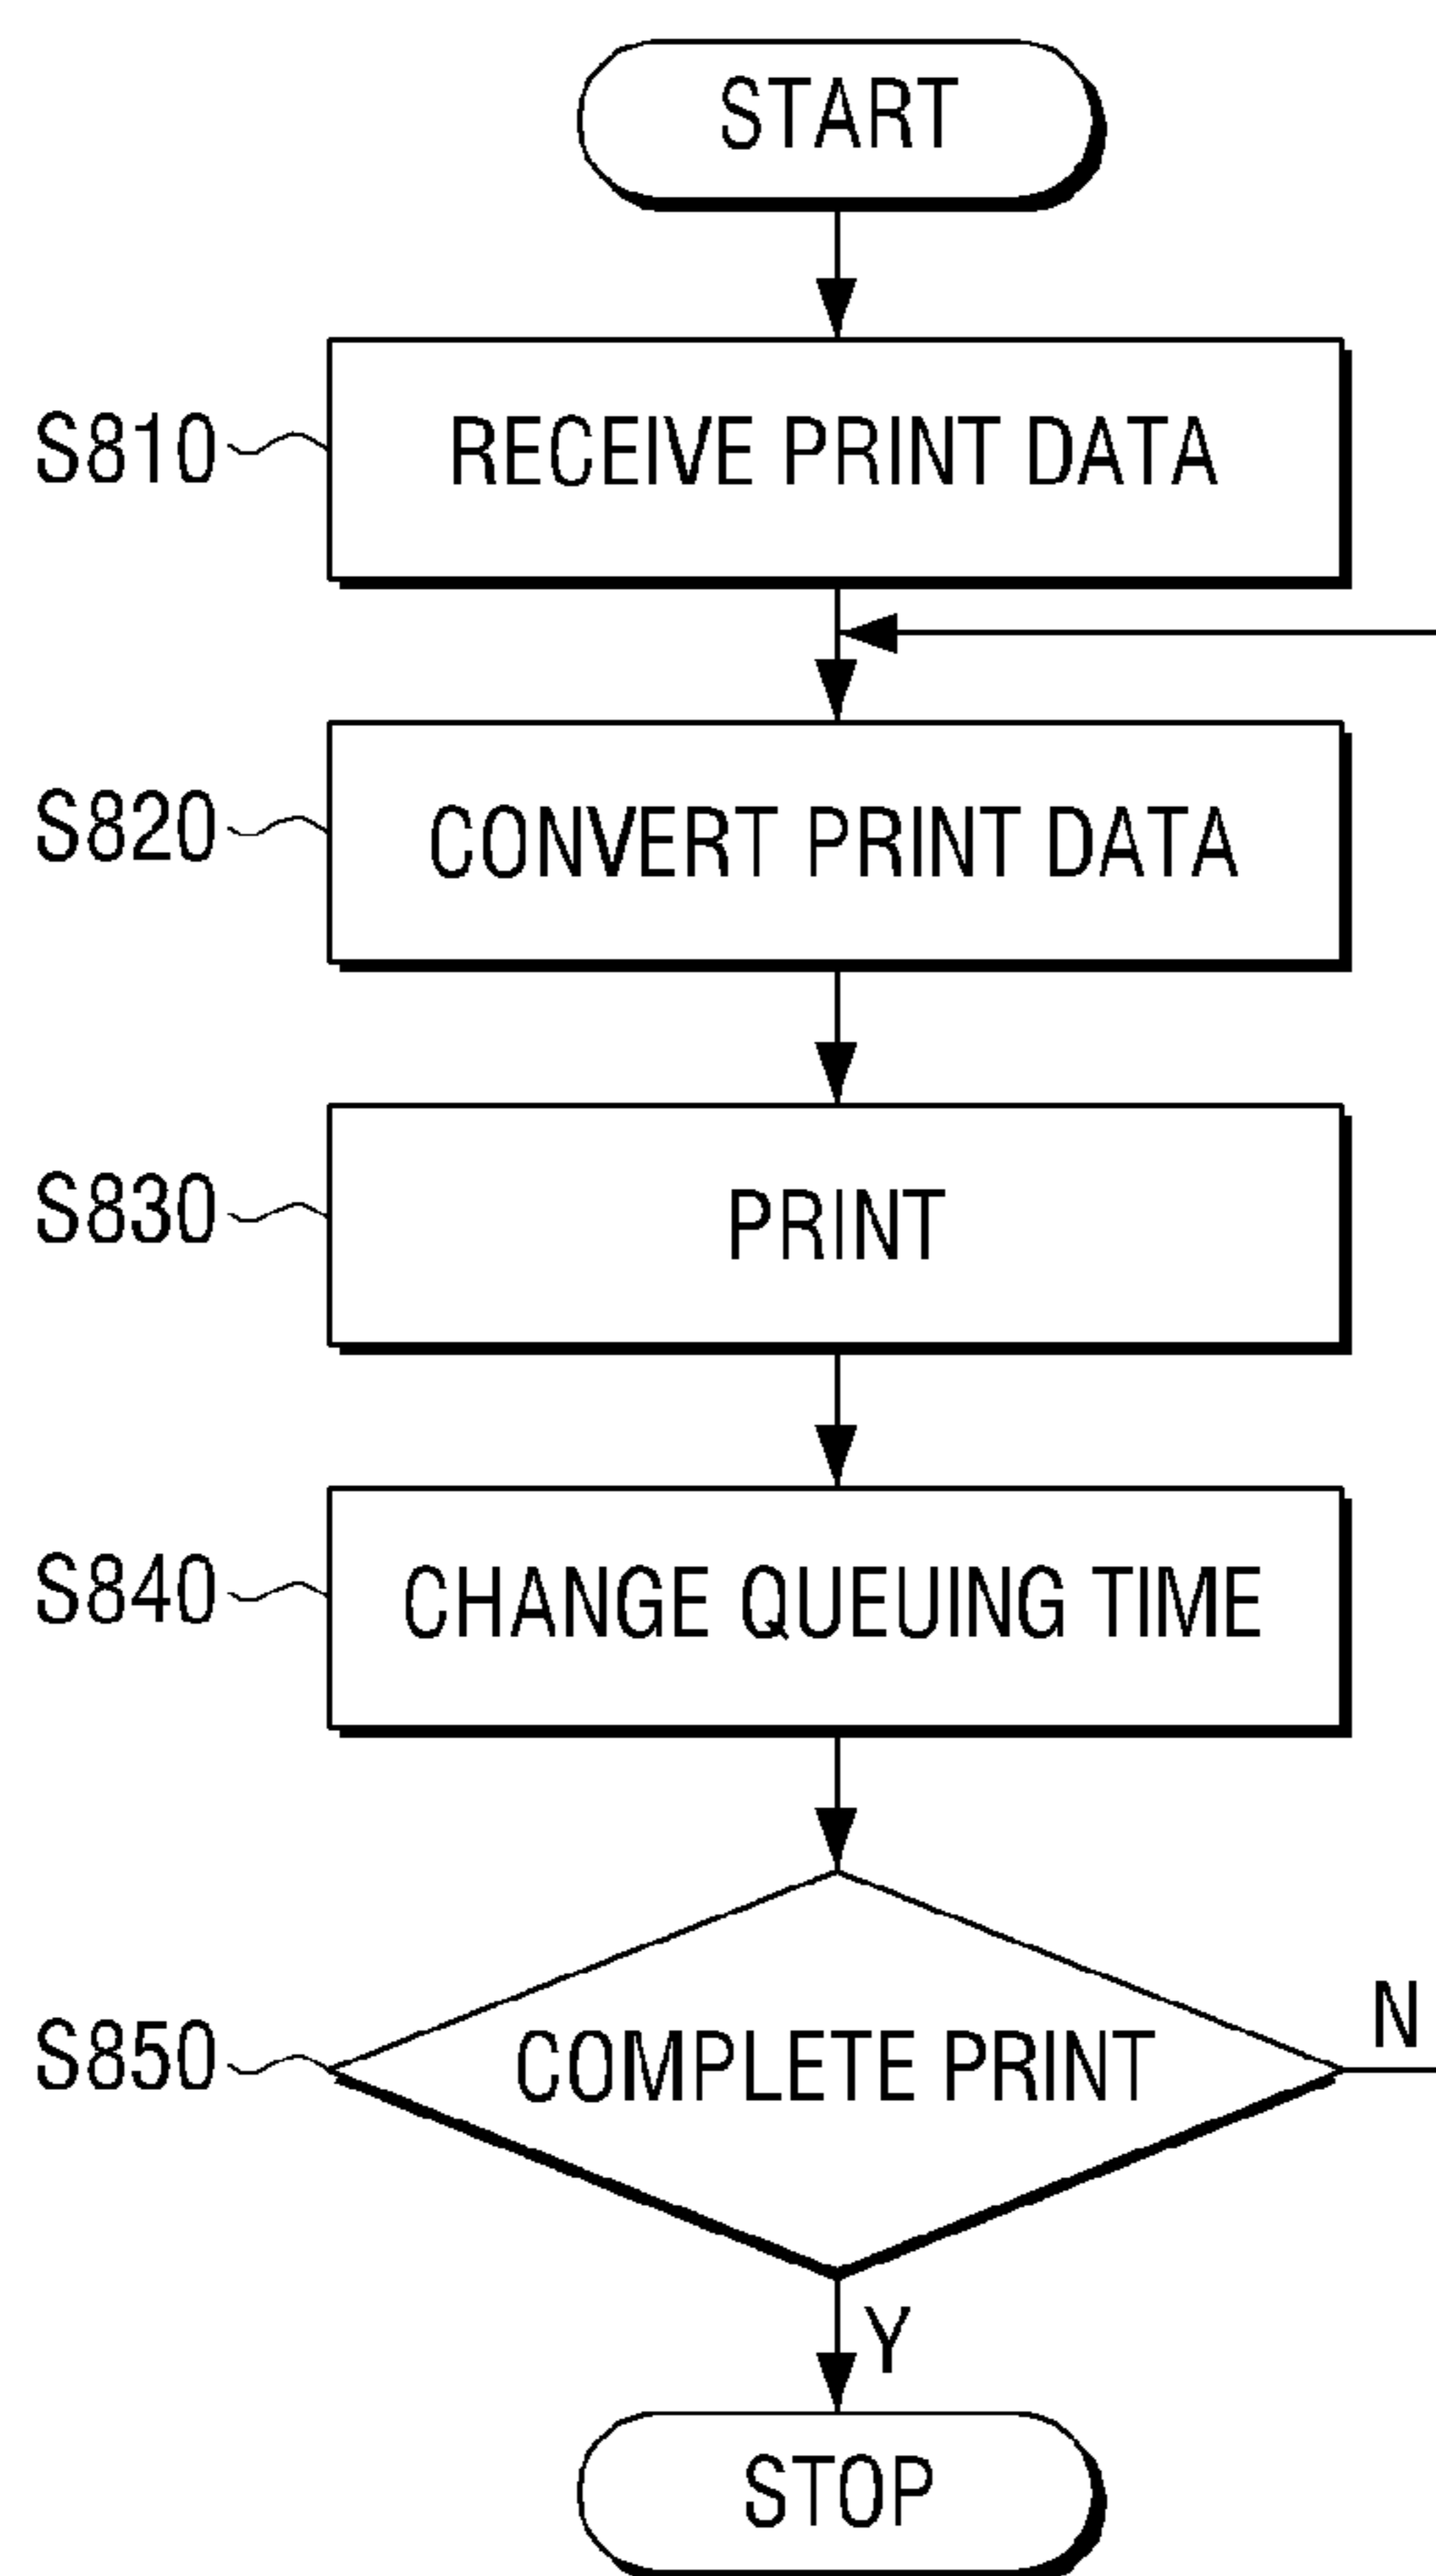 START
S810 RECEIVE PRINT DATA
S820 CONVERT PRINT DATA
S830 PRINT
S840 CHANGE QUEUING TIME
S850 COMPLETE PRINT N
Y
STOP